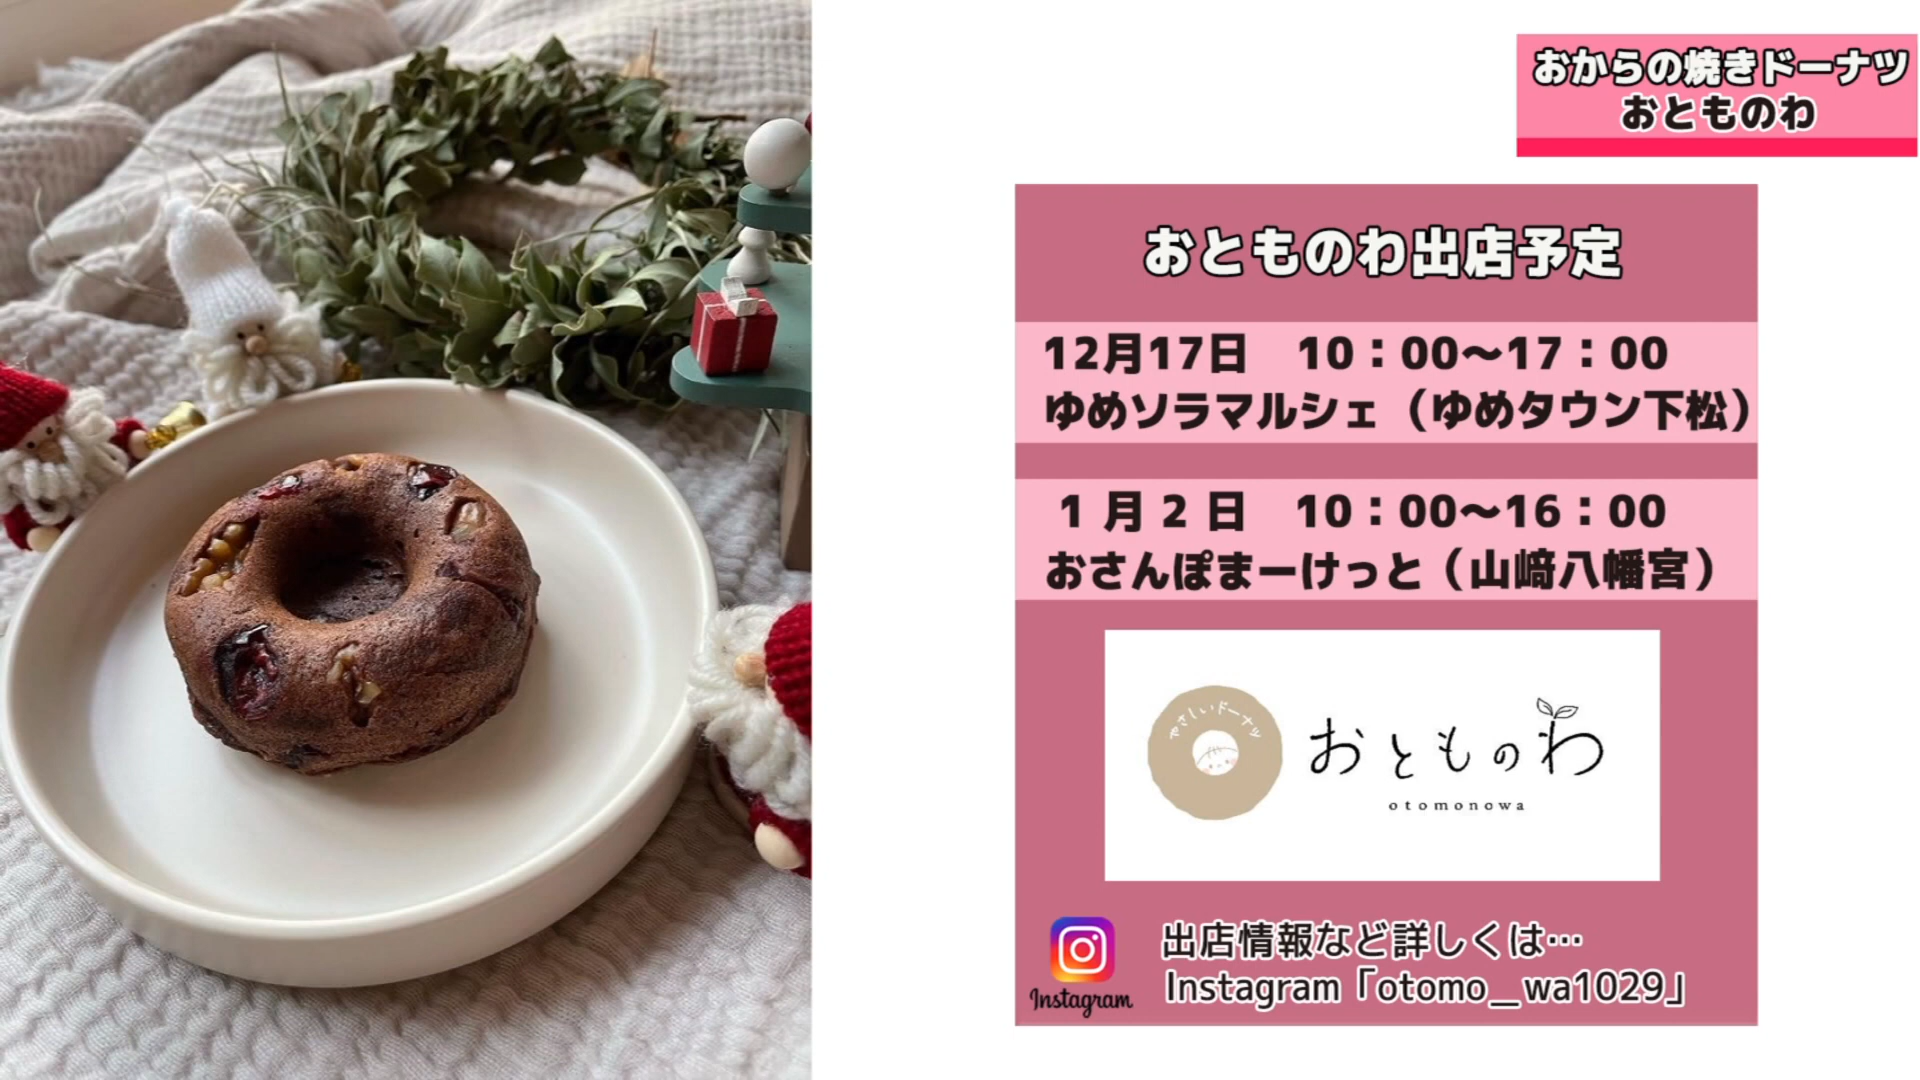 おからの焼きドーナツ
おとものわ
おとものわ出店予定
12月17日　10：00～17：00
ゆめソラマルシェ（ゆめタウン下松）
1月2日　10：00～16：00
おさんぽまーけっと（山﨑八幡宮）
やさしいドーナツ
おとものわ
otomonowa
出店情報など詳しくは…
Instagram「otomo＿wa1029」
Instagram